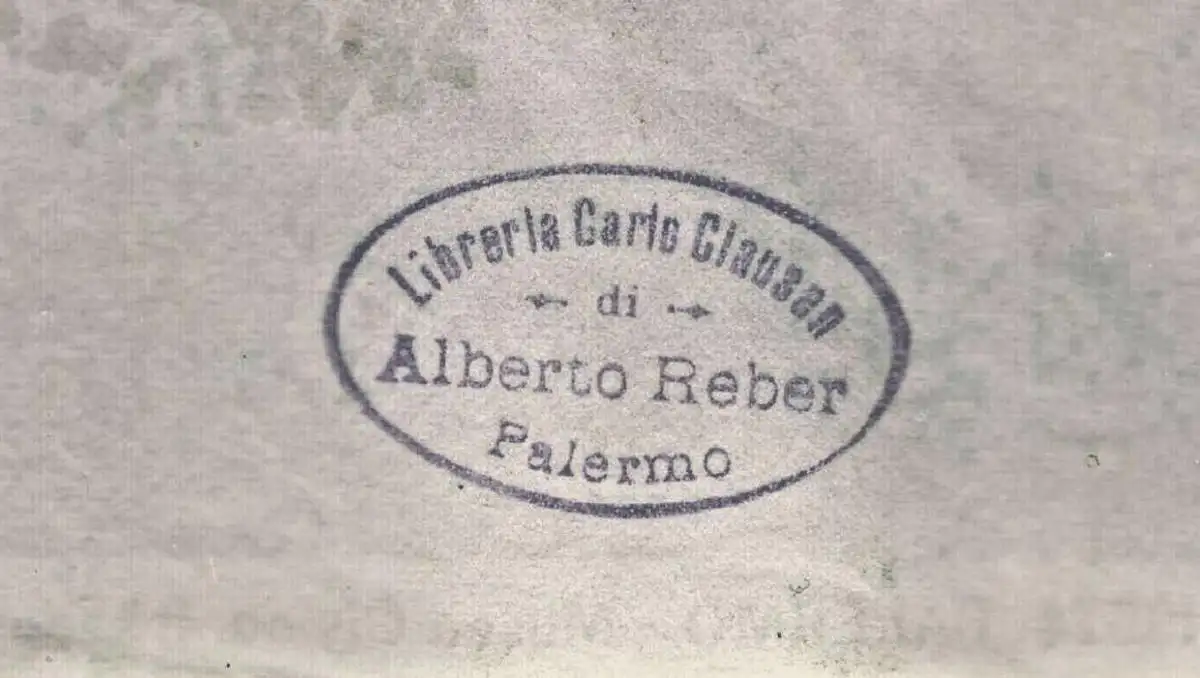 Libreria Carlo Clausen
di
Alberto Reber
Palermo